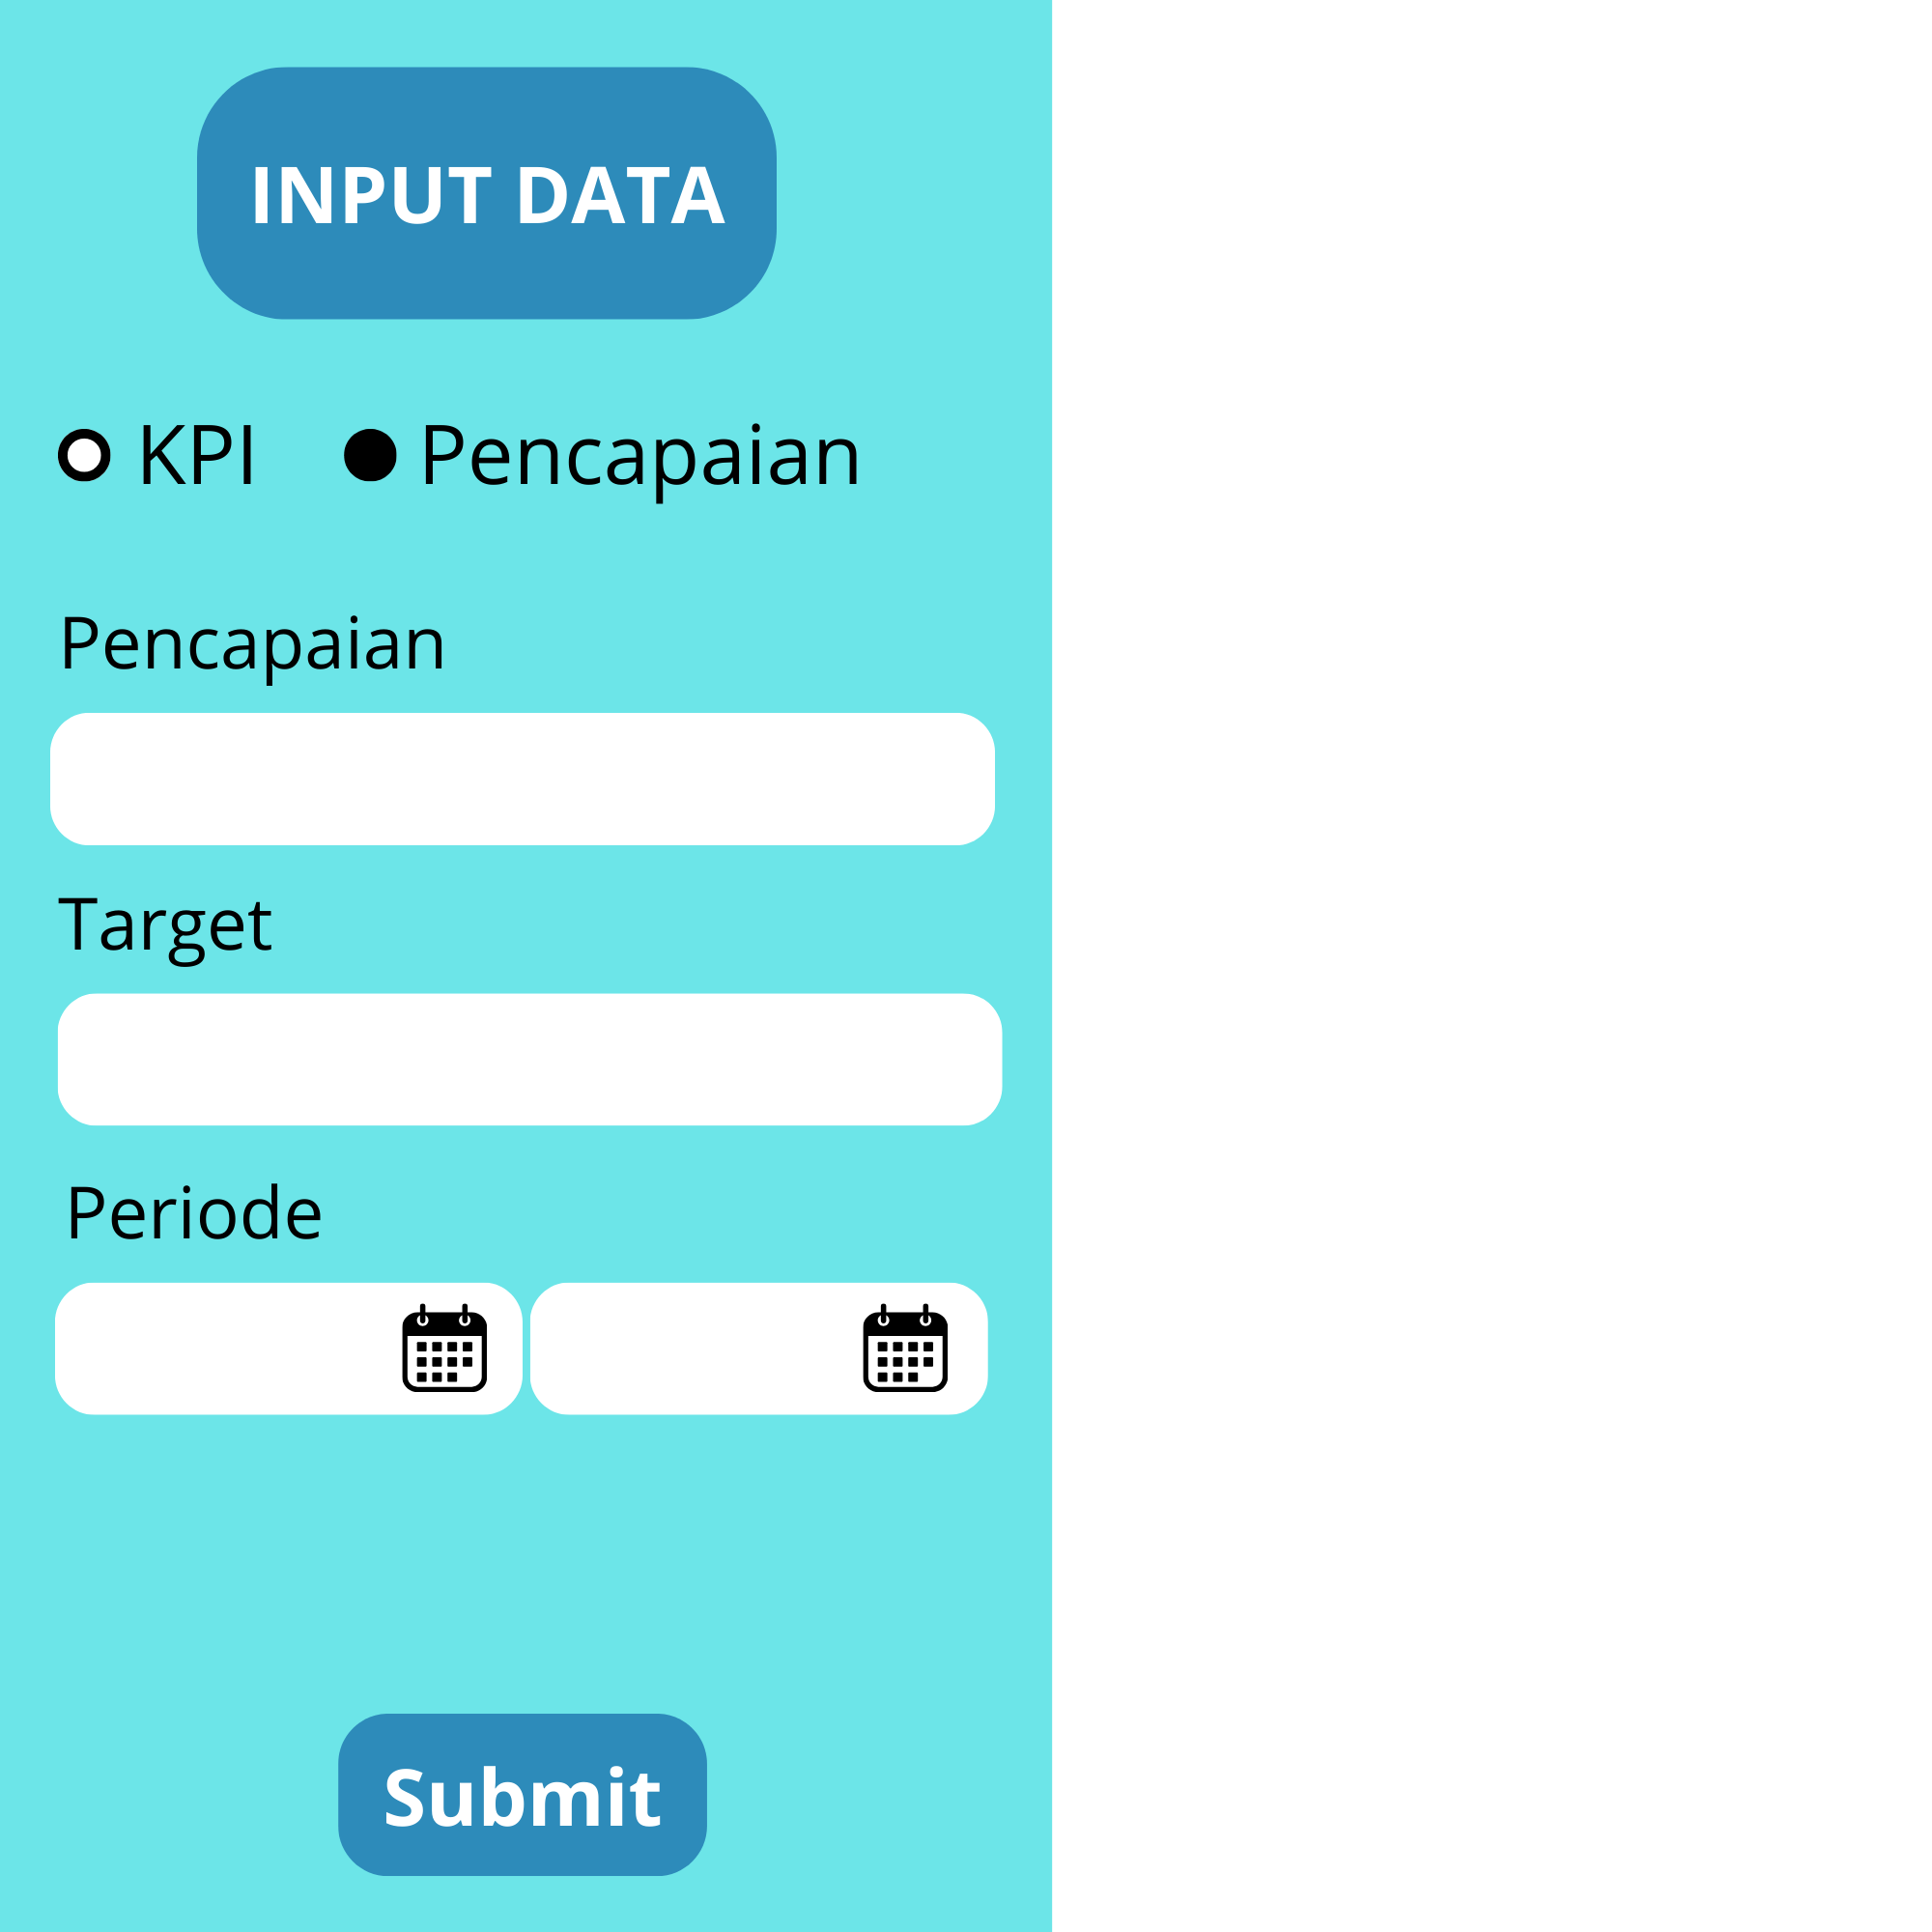 INPUT DATA
KPI Pencapaian
Pencapaian
Target
Periode
Submit